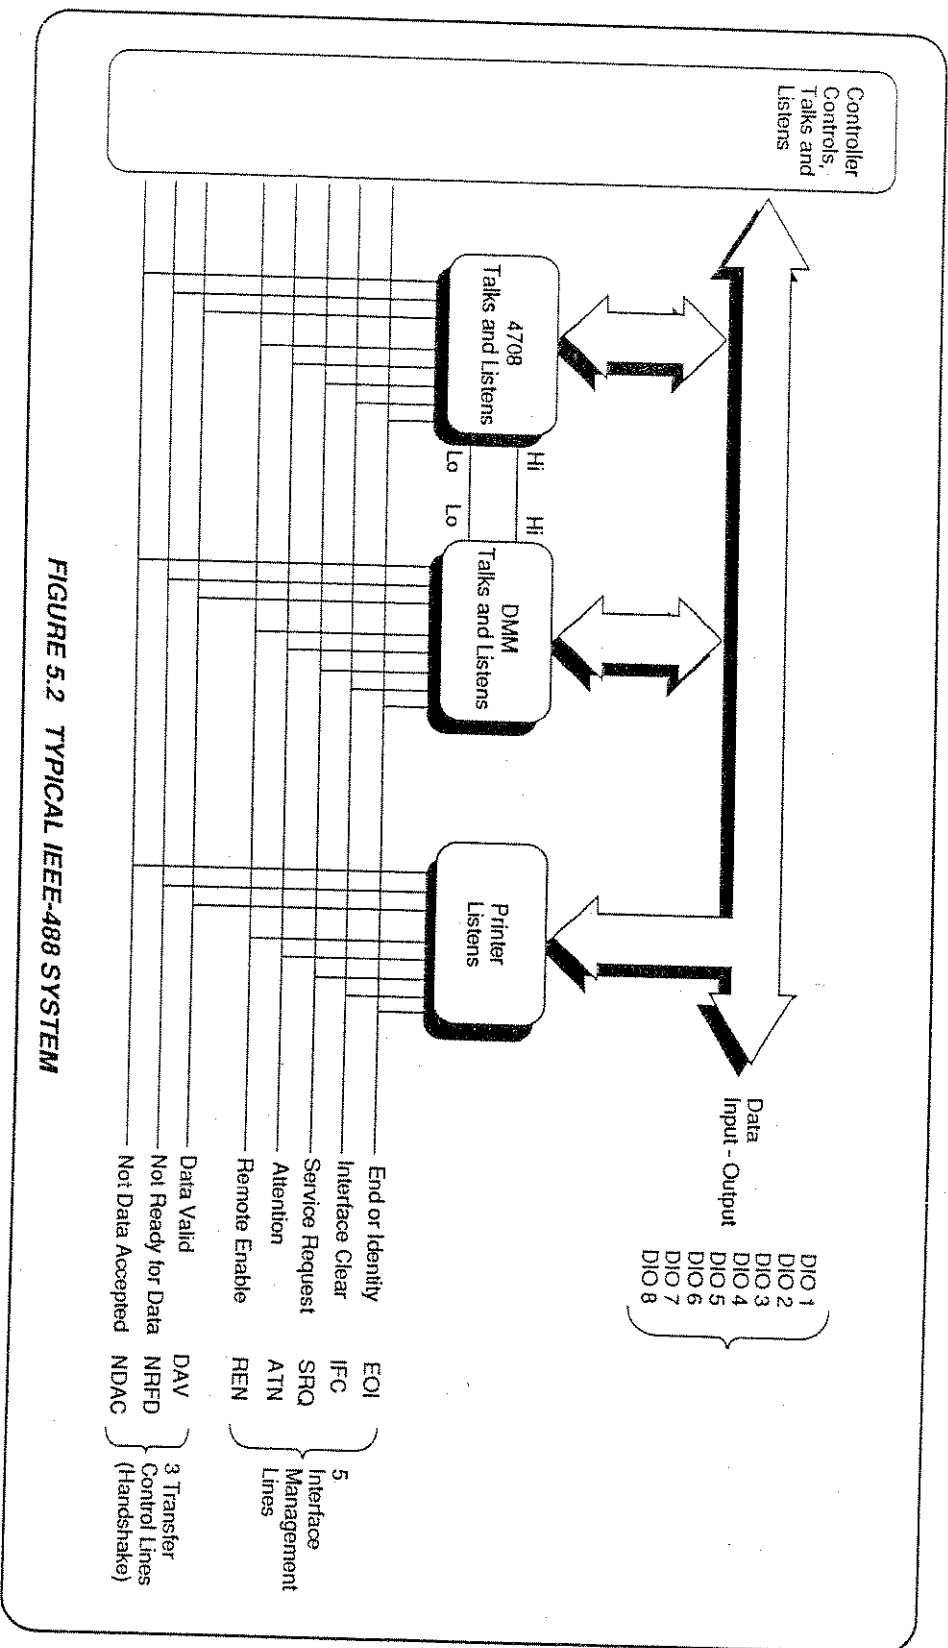 Controller
Controls,
Talks and
Listens
Data
Input - Output
DIO 1
DIO 2
DIO 3
DIO 4
DIO 5
DIO 6
DIO 7
DIO 8
4708
Talks and Listens
Hi
Lo
Hi
Lo
DMM
Talks and Listens
Printer
Listens
End or Identity EOI
Interface Clear IFC
Service Request SRQ
Attention ATN
Remote Enable REN
5
Interface
Management
Lines
Data Valid DAV
Not Ready for Data NRFD
Not Data Accepted NDAC
3 Transfer
Control Lines
(Handshake)
FIGURE 5.2 TYPICAL IEEE-488 SYSTEM